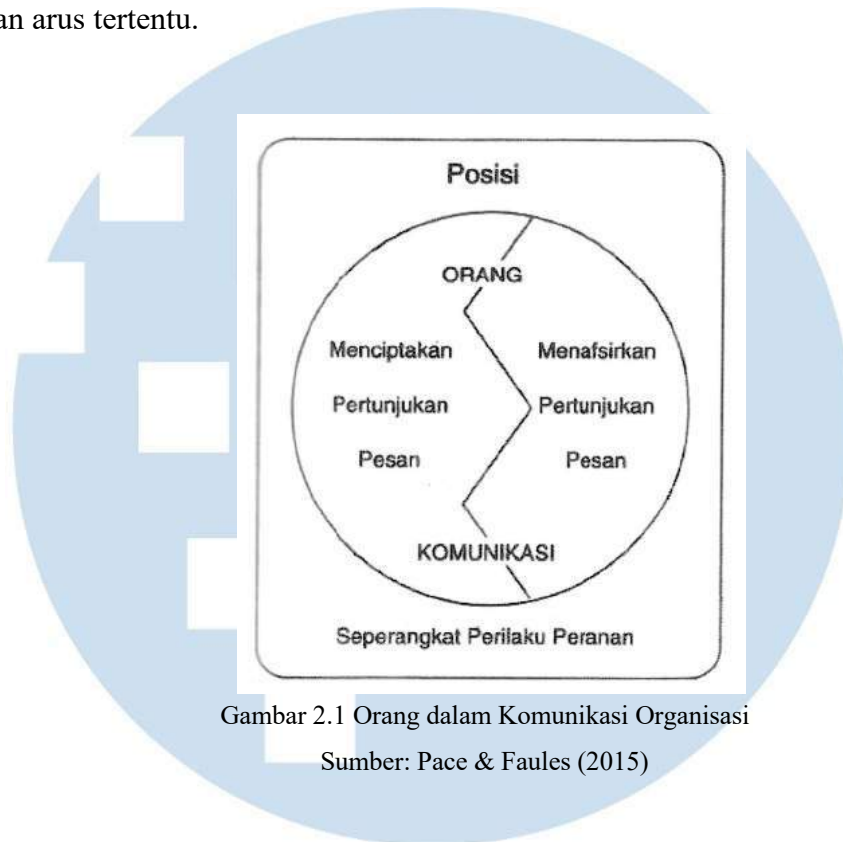 an arus tertentu.
Posisi
ORANG
Menciptakan Menafsirkan
Pertunjukan Pertunjukan
Pesan Pesan
KOMUNIKASI
Seperangkat Perilaku Peranan
Gambar 2.1 Orang dalam Komunikasi Organisasi
Sumber: Pace & Faules (2015)